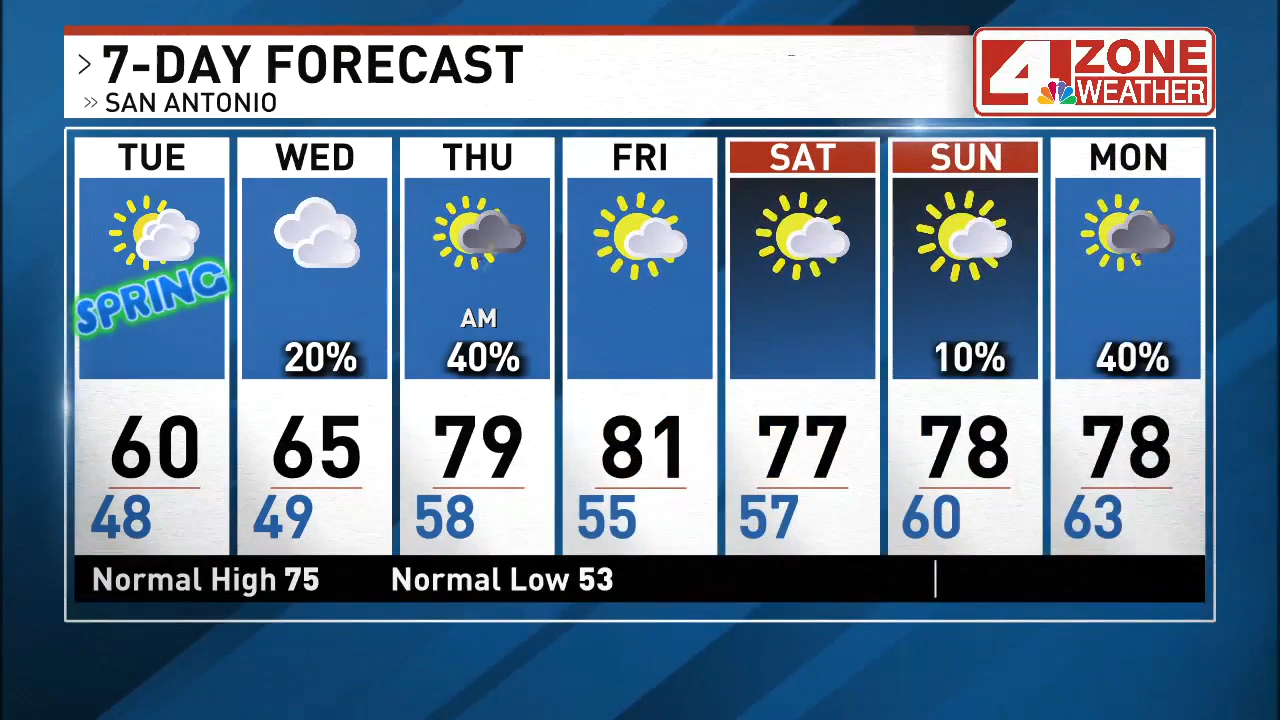 > 7-DAY FORECAST
» SAN ANTONIO
4 ZONE
WEATHER
TUE WED THU FRI SAT SUN MON
SPRING
AM
20% 40% 10% 40%
60 65 79 81 77 78 78
48 49 58 55 57 60 63
Normal High 75 Normal Low 53